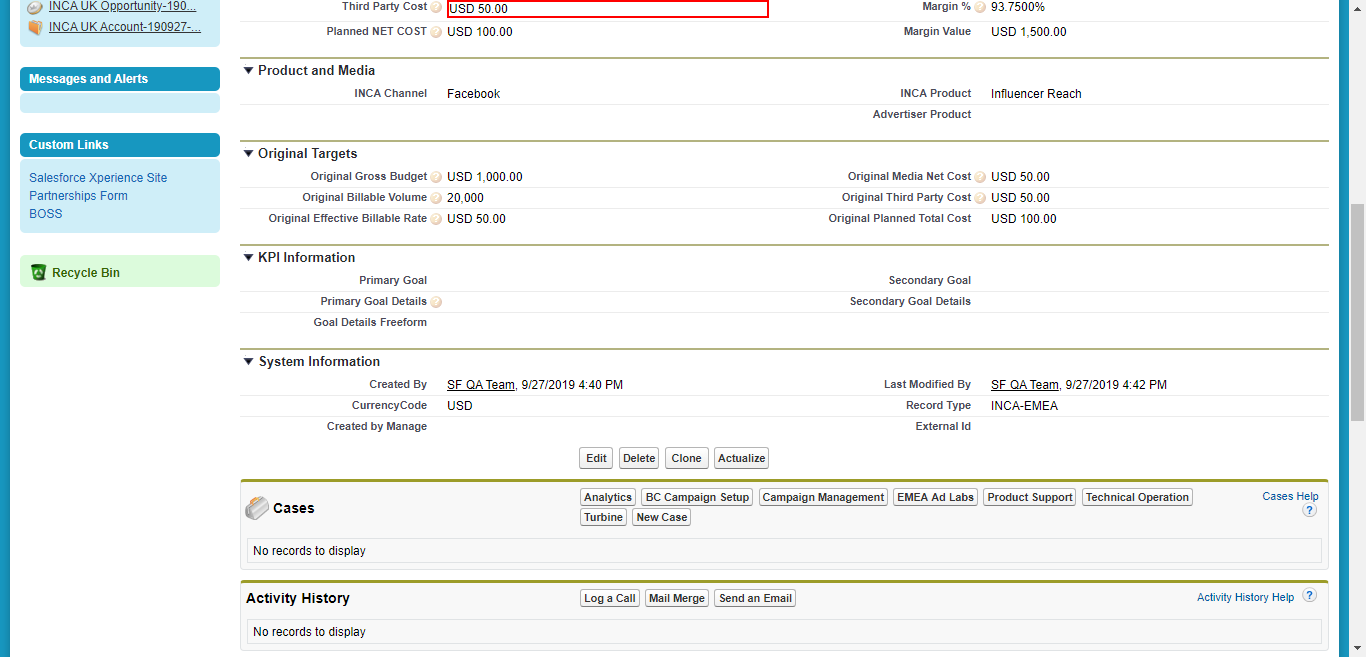 INCA UK Opportunity-190...
INCA UK Account-190927-...
Messages and Alerts
Custom Links
Salesforce Xperience Site
Partnerships Form
BOSS
Recycle Bin
Third Party Cost ? USD 50.00 Margin % ? 93.7500%
Planned NET COST ? USD 100.00 Margin Value USD 1,500.00
Product and Media
INCA Channel Facebook INCA Product Influencer Reach
Advertiser Product
Original Targets
Original Gross Budget ? USD 1,000.00 Original Media Net Cost ? USD 50.00
Original Billable Volume ? 20,000 Original Third Party Cost ? USD 50.00
Original Effective Billable Rate ? USD 50.00 Original Planned Total Cost USD 100.00
KPI Information
Primary Goal Secondary Goal
Primary Goal Details ? Secondary Goal Details
Goal Details Freeform
System Information
Created By SF QA Team, 9/27/2019 4:40 PM Last Modified By SF QA Team, 9/27/2019 4:42 PM
CurrencyCode USD Record Type INCA-EMEA
Created by Manage External Id
Edit Delete Clone Actualize
Cases Analytics BC Campaign Setup Campaign Management EMEA Ad Labs Product Support Technical Operation Cases Help ?
Turbine New Case
No records to display
Activity History Log a Call Mail Merge Send an Email Activity History Help ?
No records to display